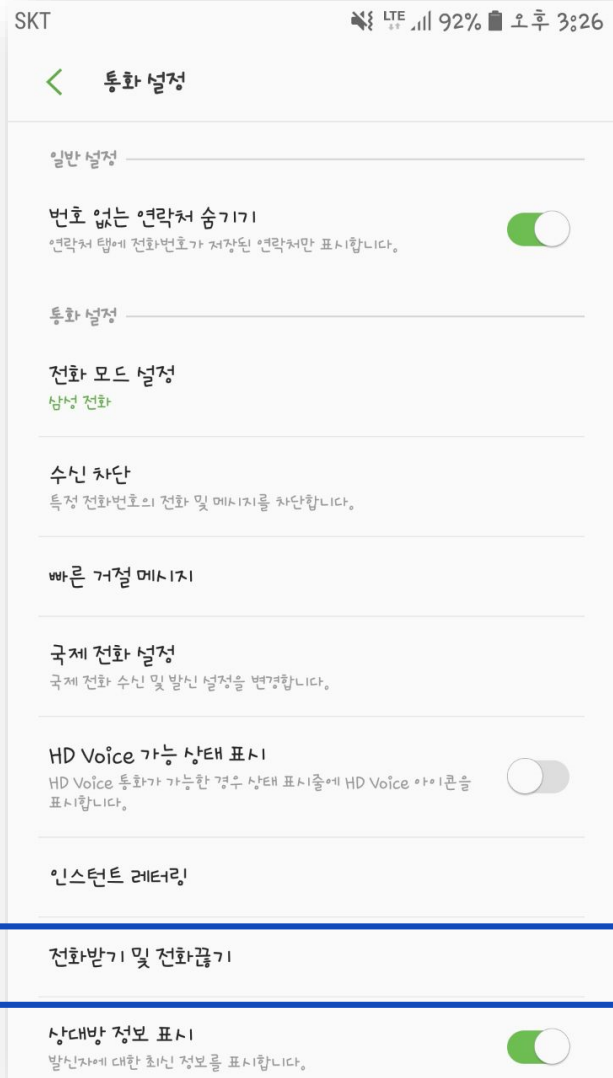 SKT LTE 92% 오후 3:26
통화 설정
일반 설정
번호 없는 연락처 숨기기
연락처 탭에 전화번호가 저장된 연락처만 표시합니다.
통화 설정
전화 모드 설정
삼성 전화
수신 차단
특정 전화번호의 전화 및 메시지를 차단합니다.
빠른 거절 메시지
국제 전화 설정
국제 전화 수신 및 발신 설정을 변경합니다.
HD Voice 가능 상태 표시
HD Voice 통화가 가능한 경우 상태 표시줄에 HD Voice 아이콘을
표시합니다.
인스턴트 레터링
전화받기 및 전화끊기
상대방 정보 표시
발신자에 대한 최신 정보를 표시합니다.